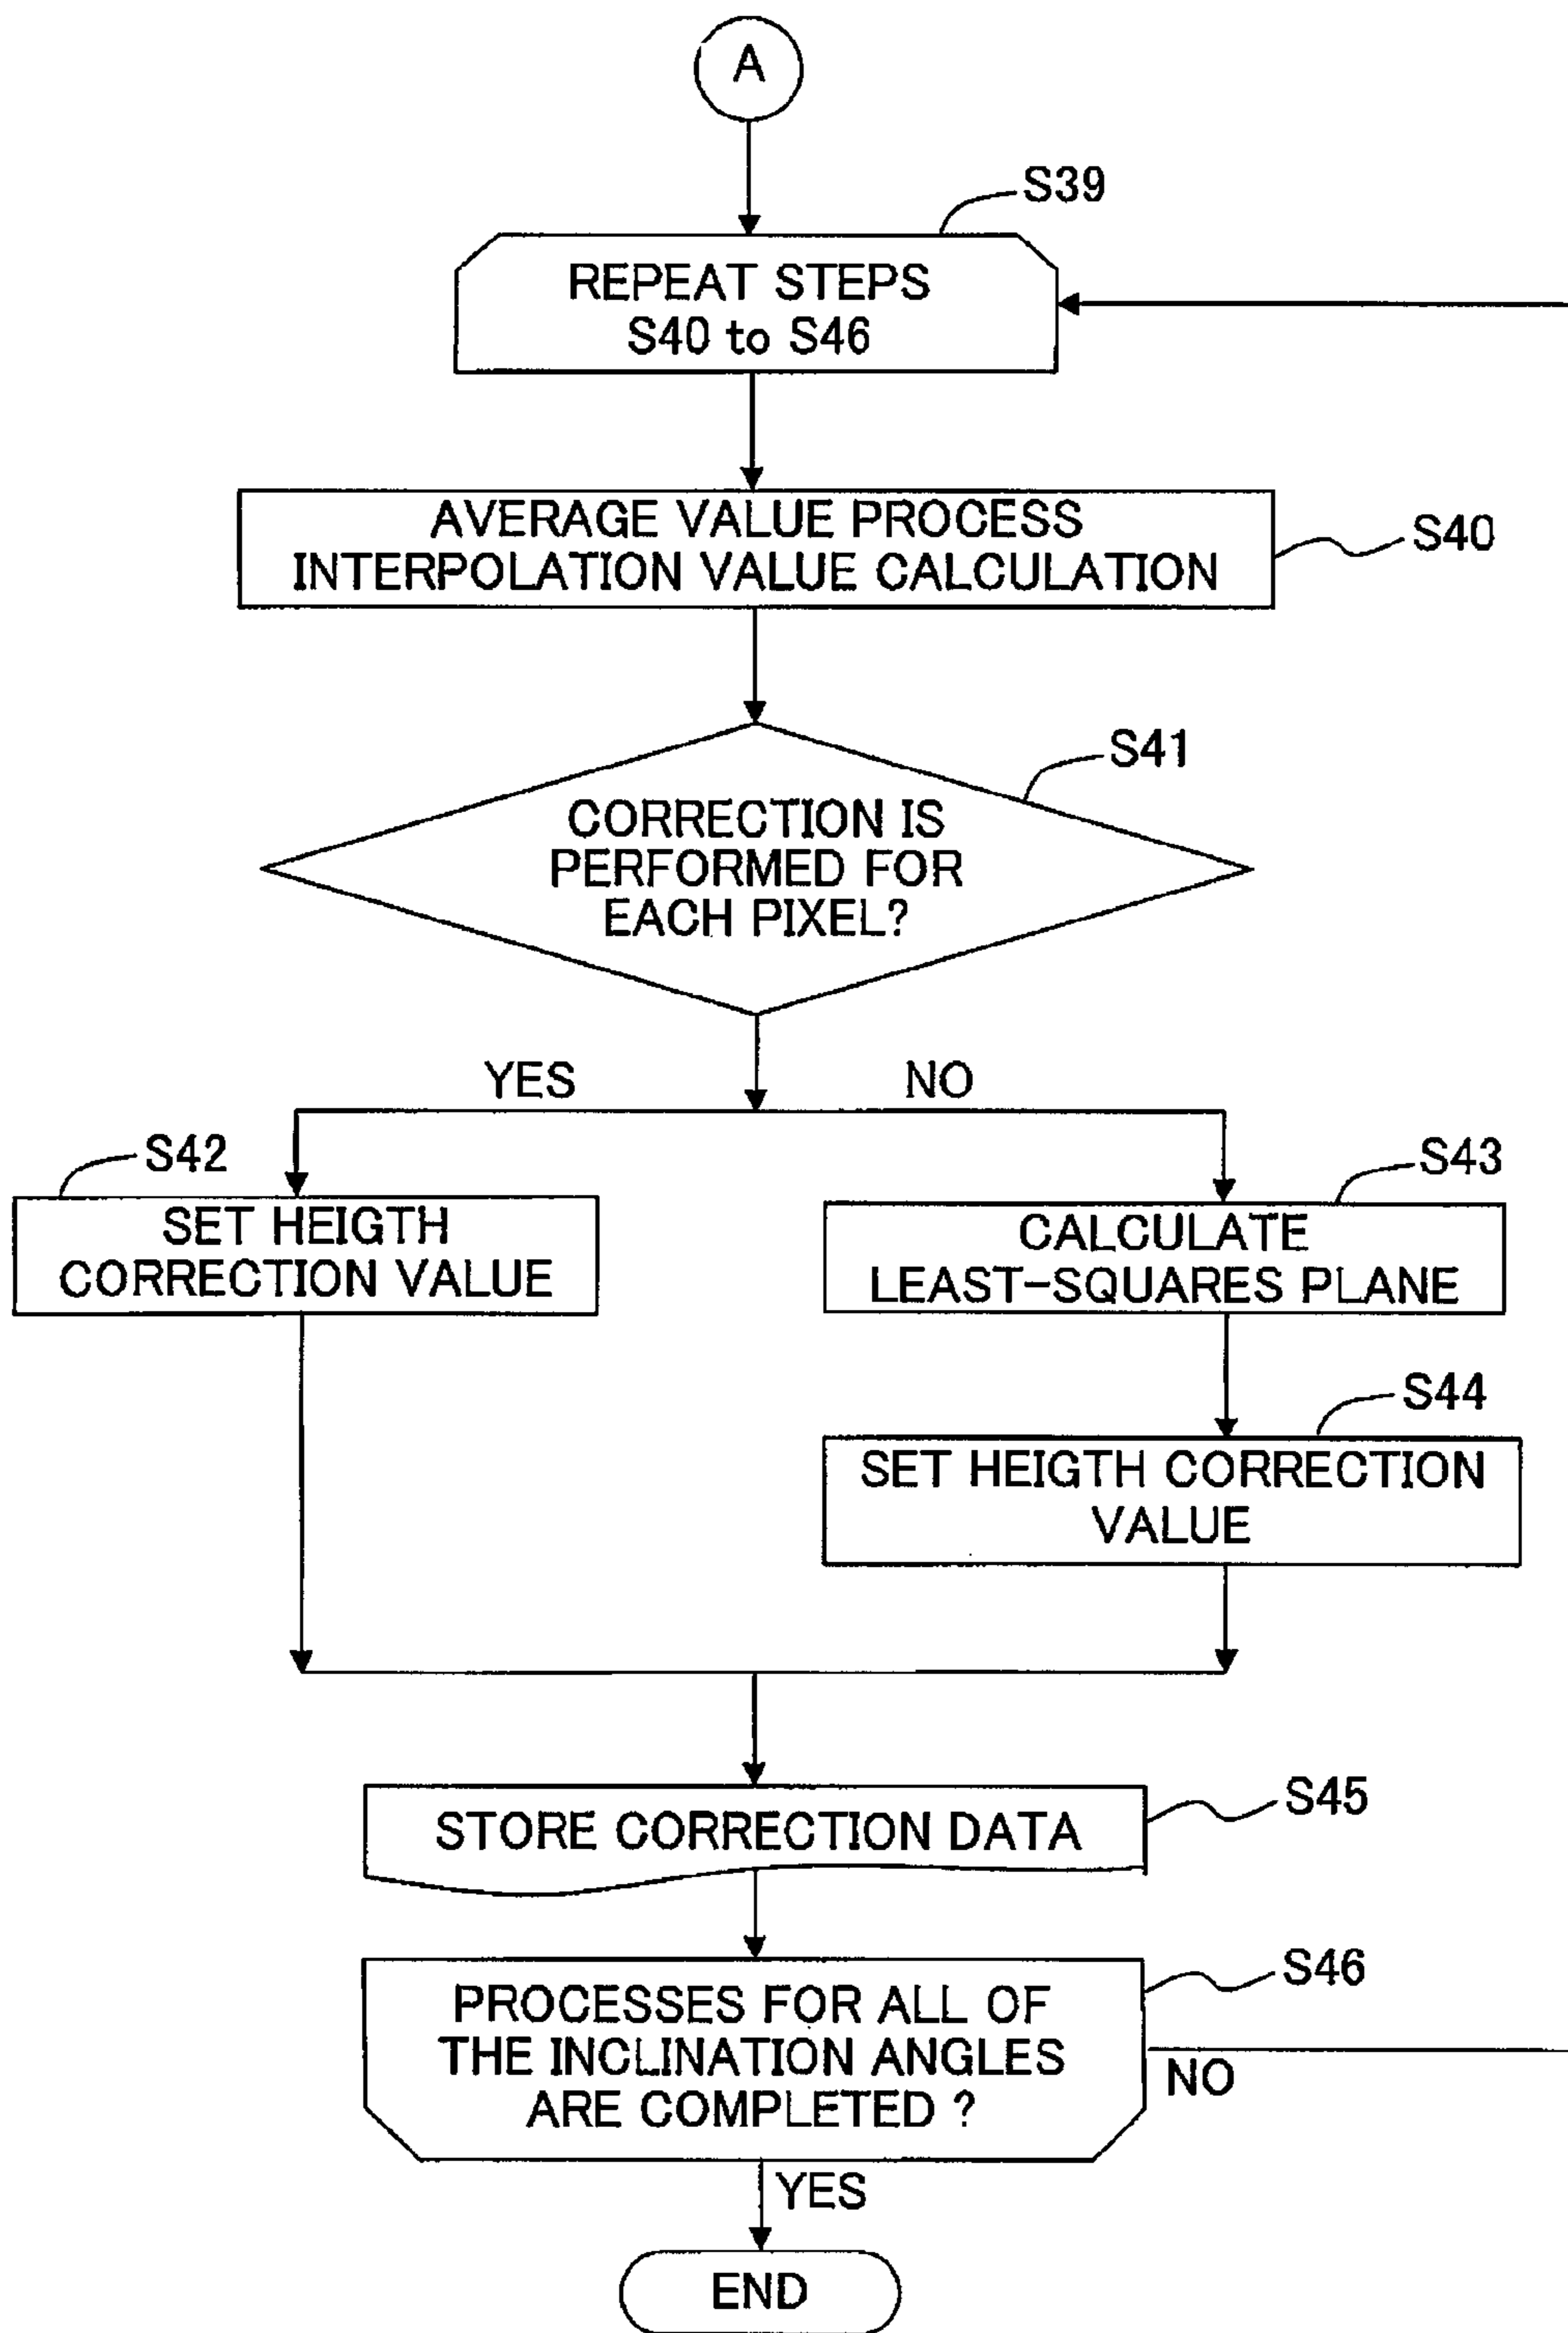 A
S39
REPEAT STEPS
S40 to S46
AVERAGE VALUE PROCESS
INTERPOLATION VALUE CALCULATION
S40
S41
CORRECTION IS
PERFORMED FOR
EACH PIXEL?
YES
NO
S42
SET HEIGTH
CORRECTION VALUE
S43
CALCULATE
LEAST-SQUARES PLANE
S44
SET HEIGTH CORRECTION
VALUE
STORE CORRECTION DATA
S45
S46
PROCESSES FOR ALL OF
THE INCLINATION ANGLES
ARE COMPLETED ?
NO
YES
END